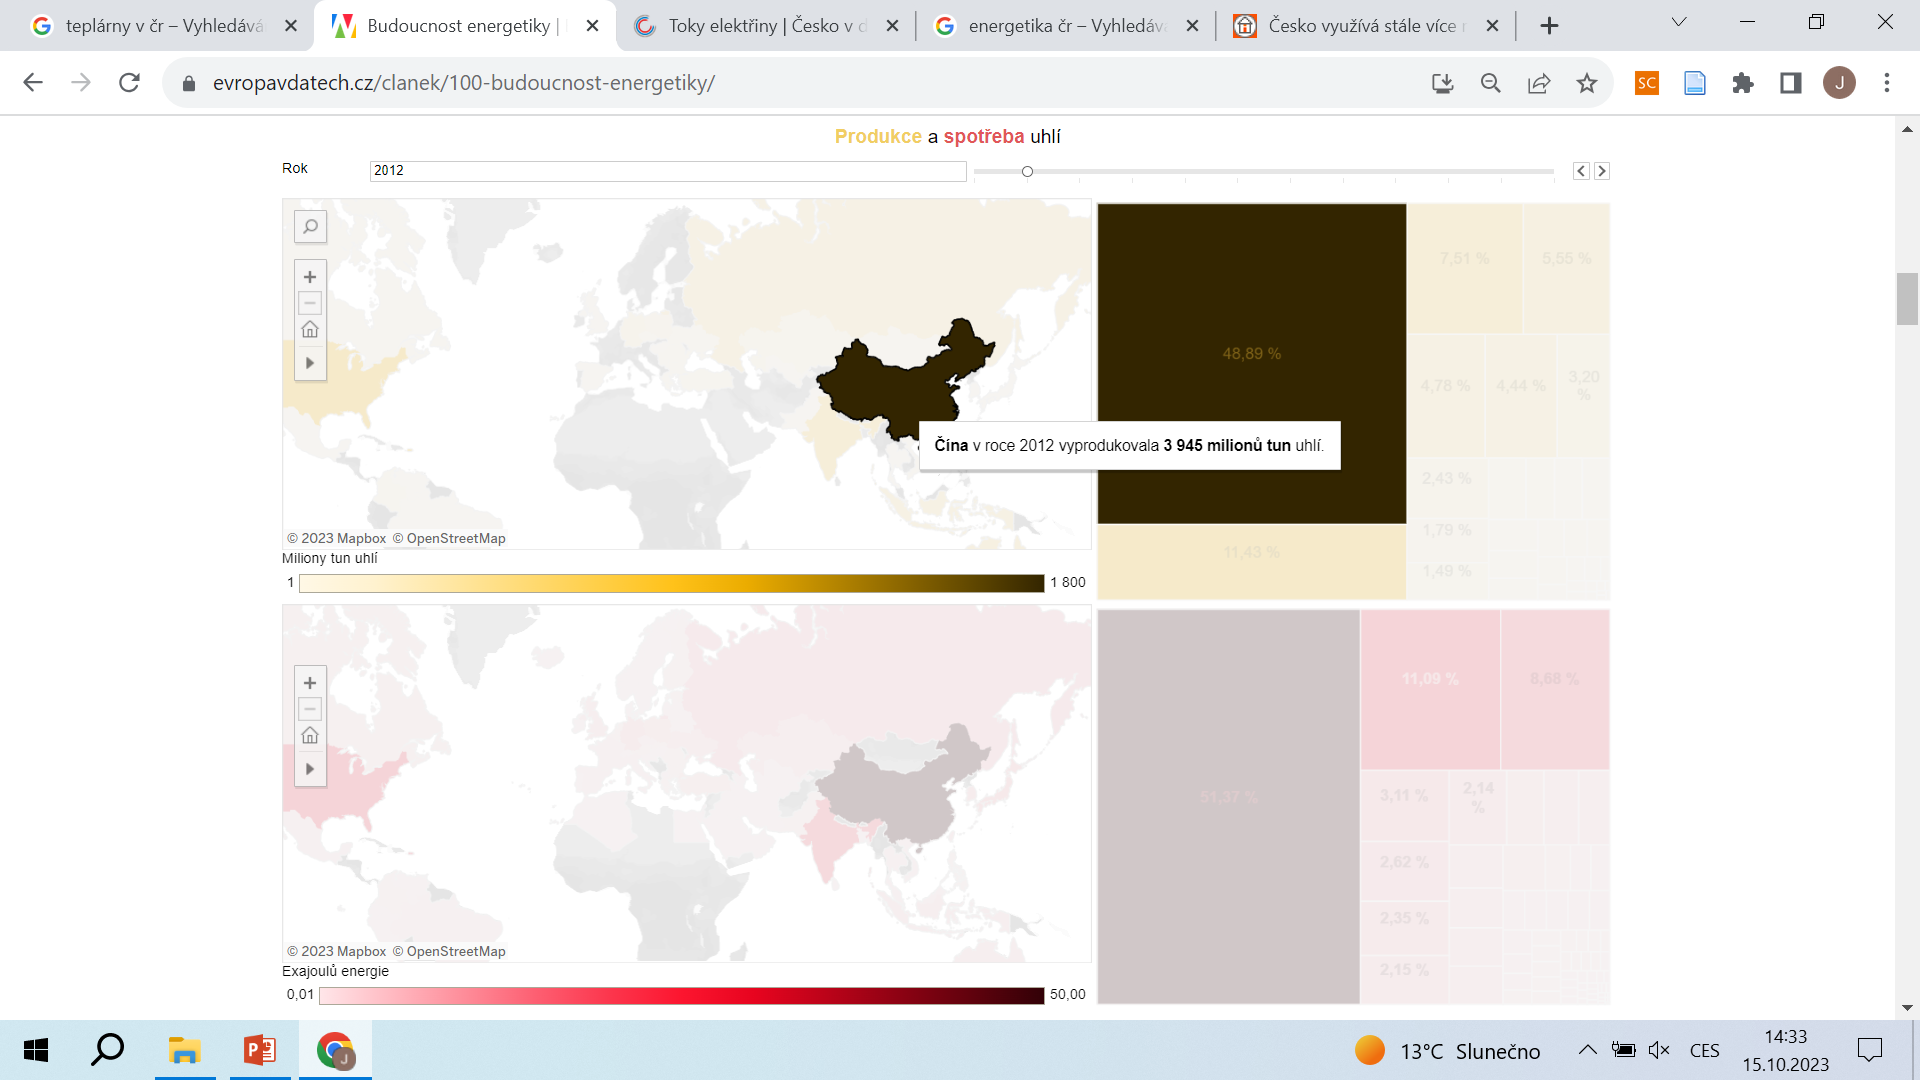 teplárny v čr – Vyhledává
Budoucnost energetiky |
Toky elektřiny | Česko v d
energetika čr – Vyhledáva
Česko využívá stále více
evropavdatech.cz/clanek/100-budoucnost-energetiky/
SC
J
Produkce a spotřeba uhlí
Rok
2012
7,51 %
5,55 %
48,89 %
4,78 %
4,44 %
3,20
%
Čína v roce 2012 vyprodukovala 3 945 milionů tun uhlí.
2,43 %
1,79 %
11,43 %
1,49 %
© 2023 Mapbox © OpenStreetMap
Miliony tun uhlí
1
1 800
11,09 %
8,68 %
51,37 %
3,11 %
2,14
%
2,62 %
2,35 %
2,15 %
© 2023 Mapbox © OpenStreetMap
Exajoulů energie
0,01
50,00
J
13°C Slunečno
CES
14:33
15.10.2023